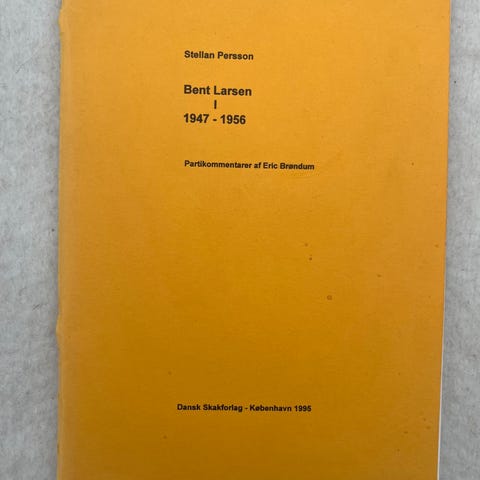 Stellan Persson
Bent Larsen
I
1947 - 1956
Partikommentarer af Eric Brøndum
Dansk Skakforlag - København 1995